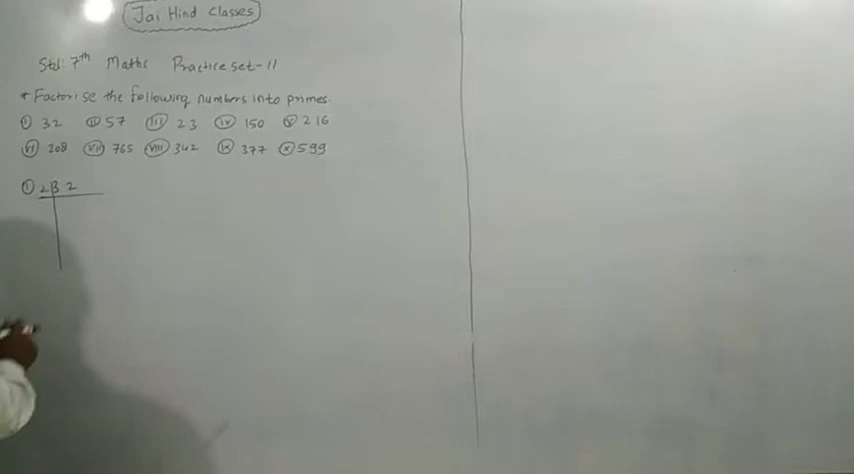 Jai Hind Classes
Std: 7th Maths Practice set-11
* Factorise the following numbers into primes.
(i) 32 (ii) 57 (iii) 23 (iv) 150 (v) 216
(vi) 208 (vii) 765 (viii) 342 (ix) 377 (x) 599
(i) 2|32